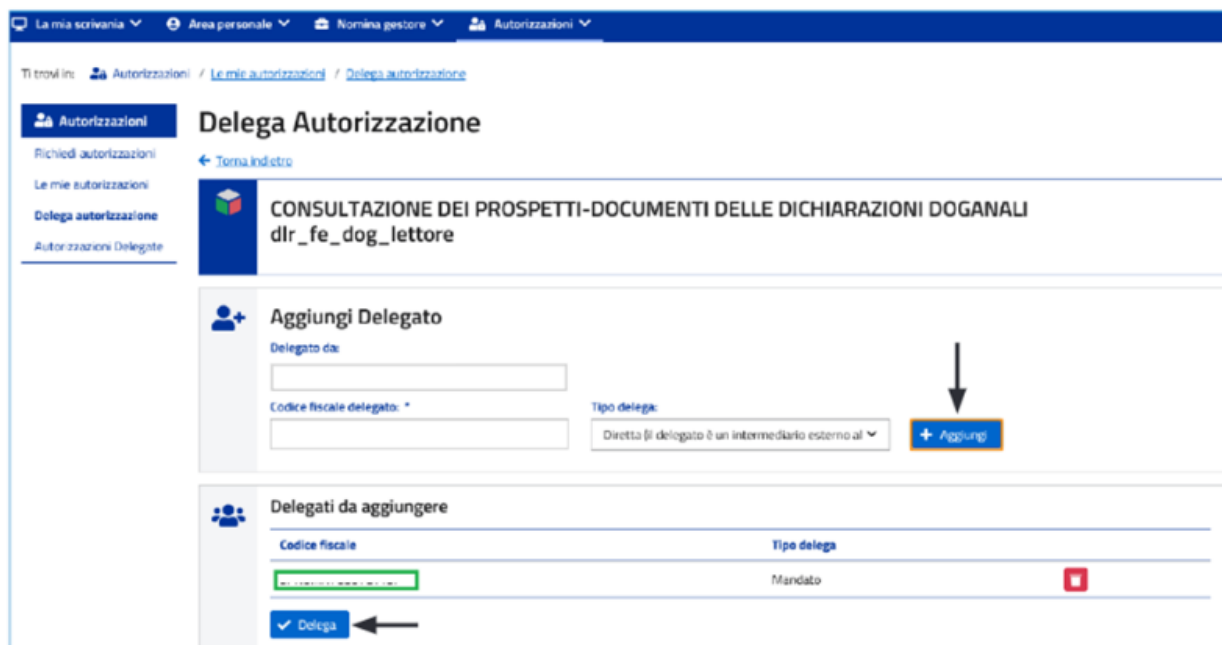 La mia scrivania Area personale Nomina gestore Autorizzazioni
Ti trovi in: Autorizzazioni / Le mie autorizzazioni / Delega autorizzazione
Autorizzazioni
Richiedi autorizzazioni
Le mie autorizzazioni
Delega autorizzazione
Autorizzazioni Delegate
Delega Autorizzazione
Torna indietro
CONSULTAZIONE DEI PROSPETTI-DOCUMENTI DELLE DICHIARAZIONI DOGANALI
dlr_fe_dog_lettore
Aggiungi Delegato
Delegato da:
Codice fiscale delegato: *
Tipo delega:
Diretta (il delegato è un intermediario esterno al
Aggiungi
Delegati da aggiungere
Codice fiscale Tipo delega
Mandato
Delega